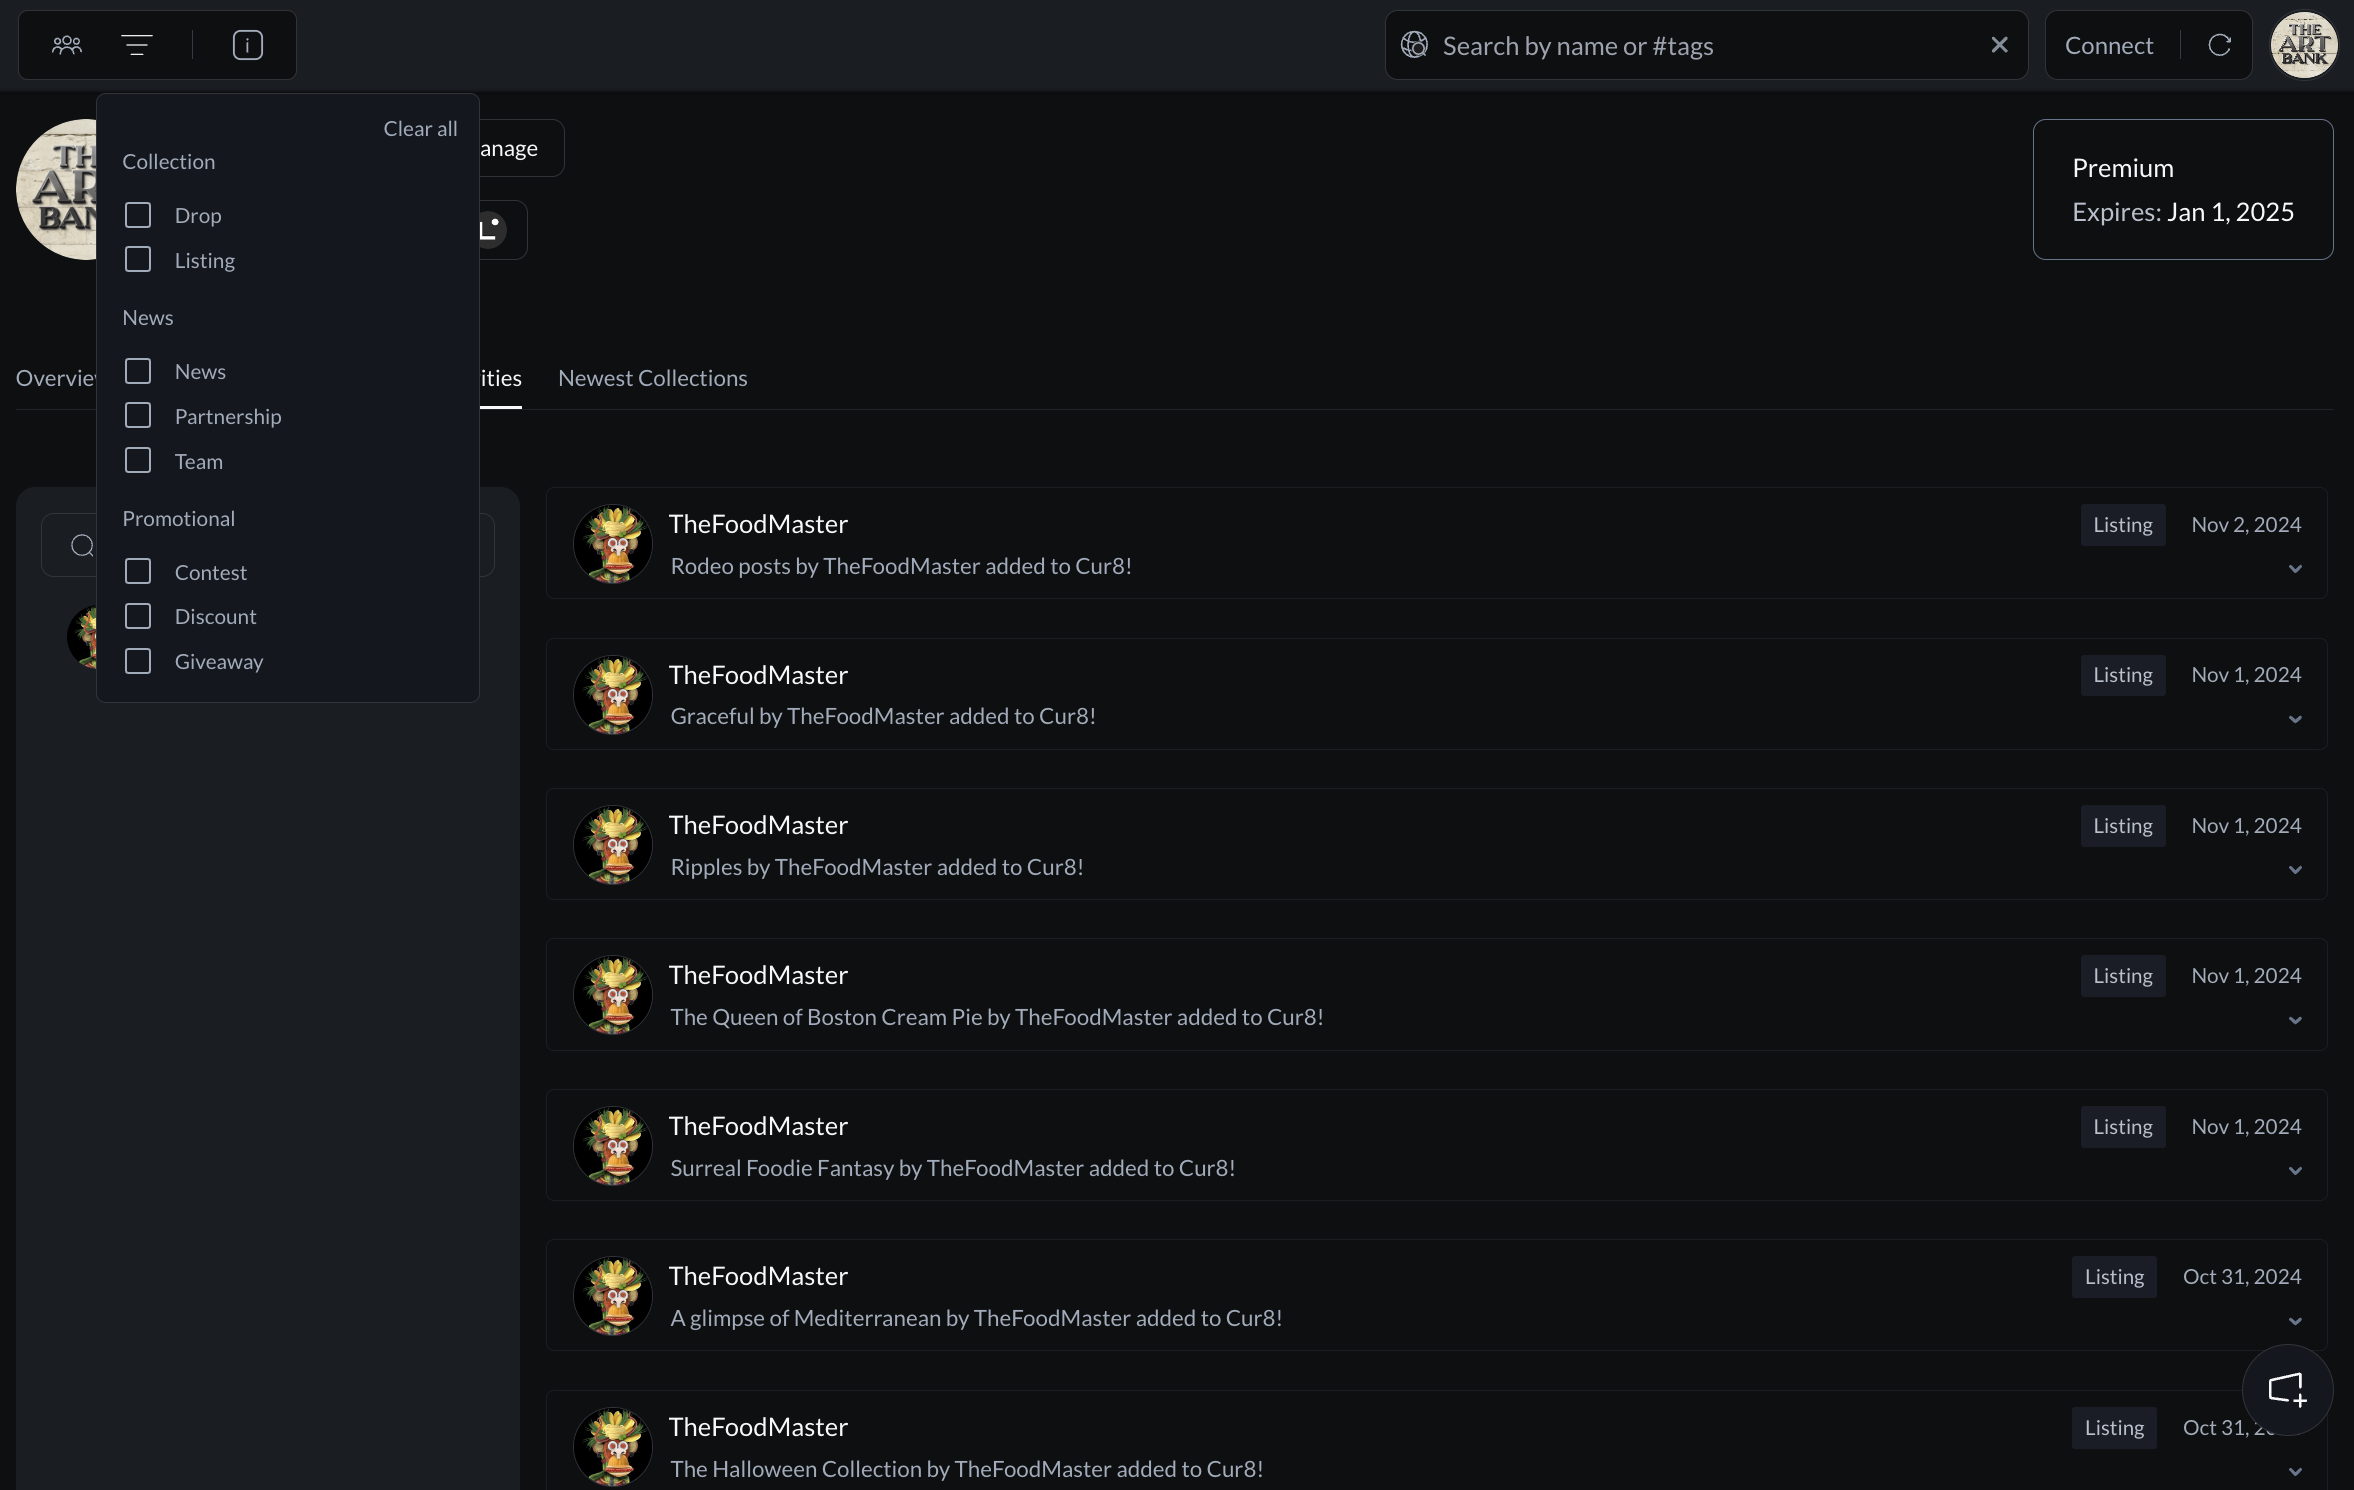 Search by name or #tags
Connect
THE
ART
BANK
Clear all
Collection
Drop
Listing
News
News
Partnership
Team
Promotional
Contest
Discount
Giveaway
TH
AR
BAN
anage
L
Premium
Expires: Jan 1, 2025
Overvie
ities
Newest Collections
TheFoodMaster
Listing
Nov 2, 2024
Rodeo posts by TheFoodMaster added to Cur8!
TheFoodMaster
Listing
Nov 1, 2024
Graceful by TheFoodMaster added to Cur8!
TheFoodMaster
Listing
Nov 1, 2024
Ripples by TheFoodMaster added to Cur8!
TheFoodMaster
Listing
Nov 1, 2024
The Queen of Boston Cream Pie by TheFoodMaster added to Cur8!
TheFoodMaster
Listing
Nov 1, 2024
Surreal Foodie Fantasy by TheFoodMaster added to Cur8!
TheFoodMaster
Listing
Oct 31, 2024
A glimpse of Mediterranean by TheFoodMaster added to Cur8!
TheFoodMaster
Listing
Oct 31, 2
The Halloween Collection by TheFoodMaster added to Cur8!